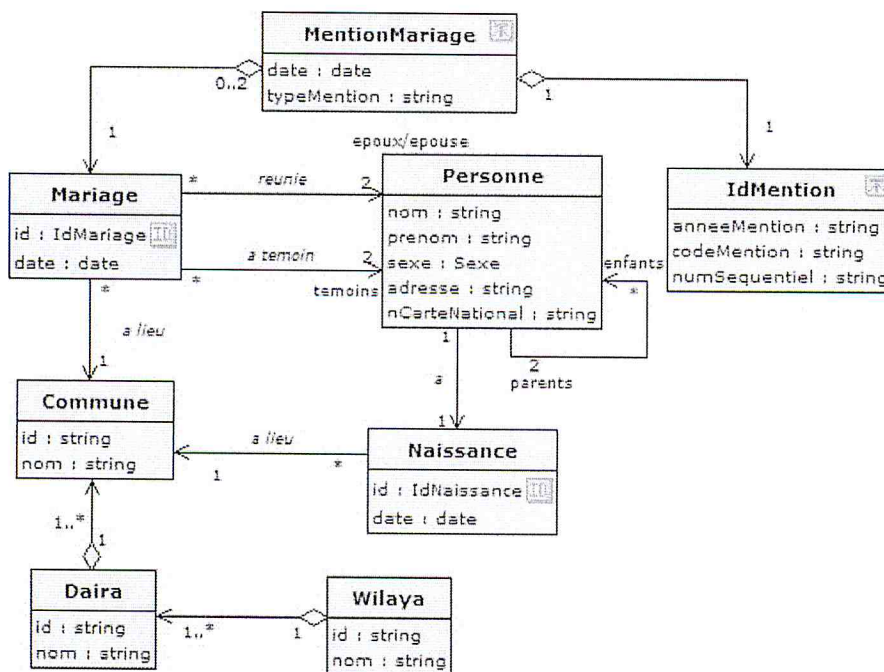 MentionMariage
date : date
typeMention : string
0..2
1
1
1
epoux/epouse
Mariage
id : IdMariage ID
date : date
*
reunie
2
*
a temoin
2
temoins
Personne
nom : string
prenom : string
sexe : Sexe
adresse : string
nCarteNational : string
enfants
*
2
parents
IdMention
anneeMention : string
codeMention : string
numSequentiel : string
*
a lieu
1
1
a
1
Commune
id : string
nom : string
a lieu
1
*
Naissance
id : IdNaissance ID
date : date
1..*
1
Daira
id : string
nom : string
1..*
1
Wilaya
id : string
nom : string